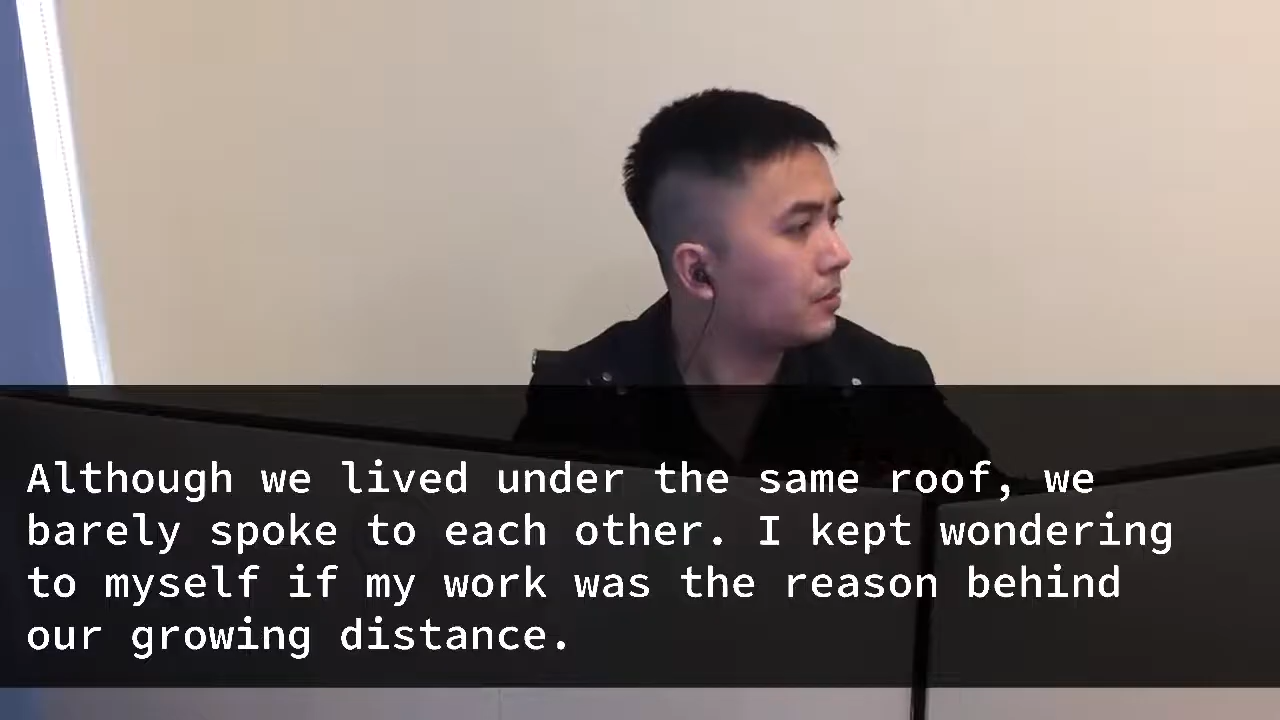 Although we lived under the same roof, we
barely spoke to each other. I kept wondering
to myself if my work was the reason behind
our growing distance.